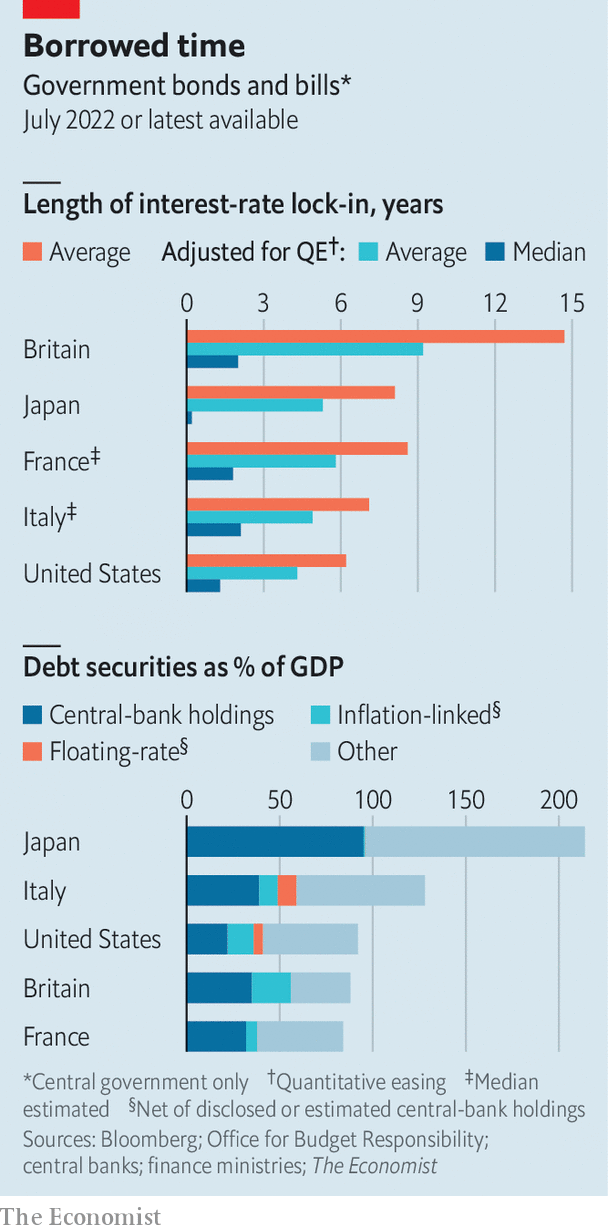 Borrowed time
Government bonds and bills*
July 2022 or latest available
Length of interest-rate lock-in, years
Average Adjusted for QE†: Average Median
0 3 6 9 12 15
Britain
Japan
France‡
Italy‡
United States
Debt securities as % of GDP
Central-bank holdings Inflation-linked§
Floating-rate§ Other
0 50 100 150 200
Japan
Italy
United States
Britain
France
*Central government only †Quantitative easing ‡Median
estimated §Net of disclosed or estimated central-bank holdings
Sources: Bloomberg; Office for Budget Responsibility;
central banks; finance ministries; The Economist
The Economist